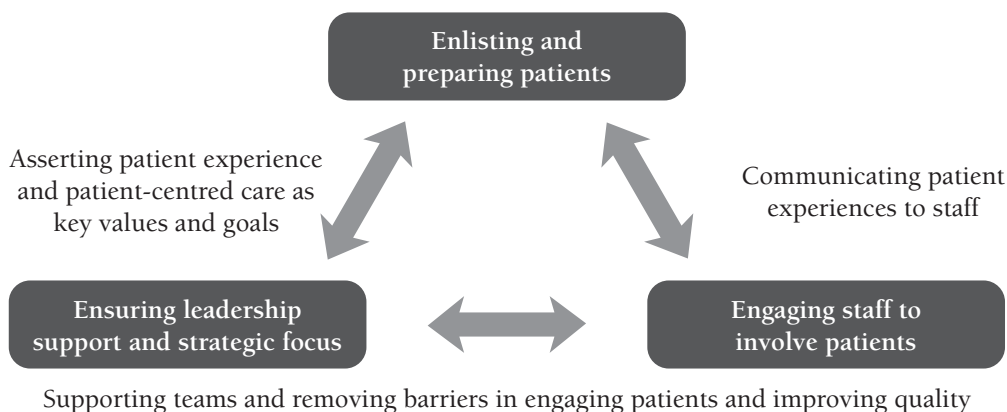 Enlisting and
preparing patients
Asserting patient experience
and patient-centred care as
key values and goals
Communicating patient
experiences to staff
Ensuring leadership
support and strategic focus
Engaging staff to
involve patients
Supporting teams and removing barriers in engaging patients and improving quality